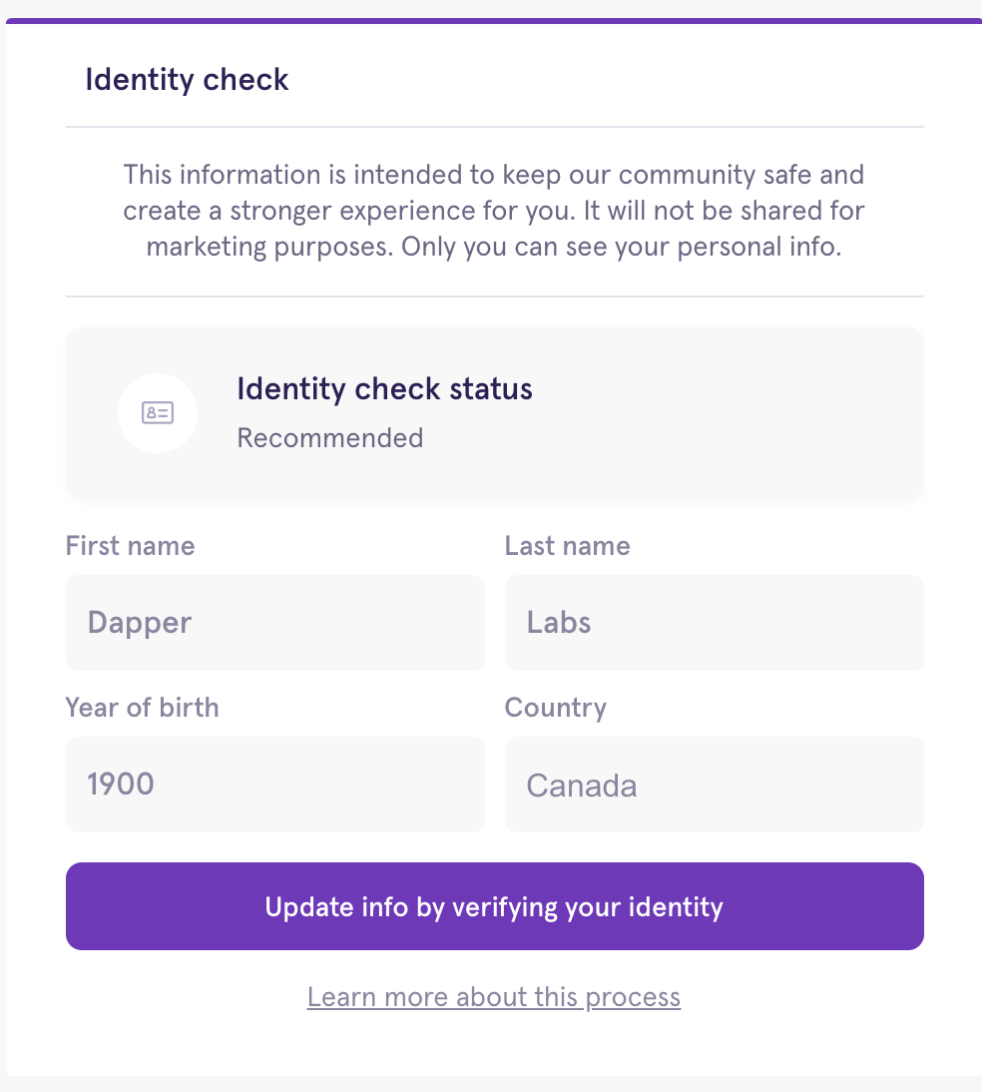 Identity check
This information is intended to keep our community safe and
create a stronger experience for you. It will not be shared for
marketing purposes. Only you can see your personal info.
Identity check status
Recommended
First name
Last name
Dapper
Labs
Year of birth
Country
1900
Canada
Update info by verifying your identity
Learn more about this process